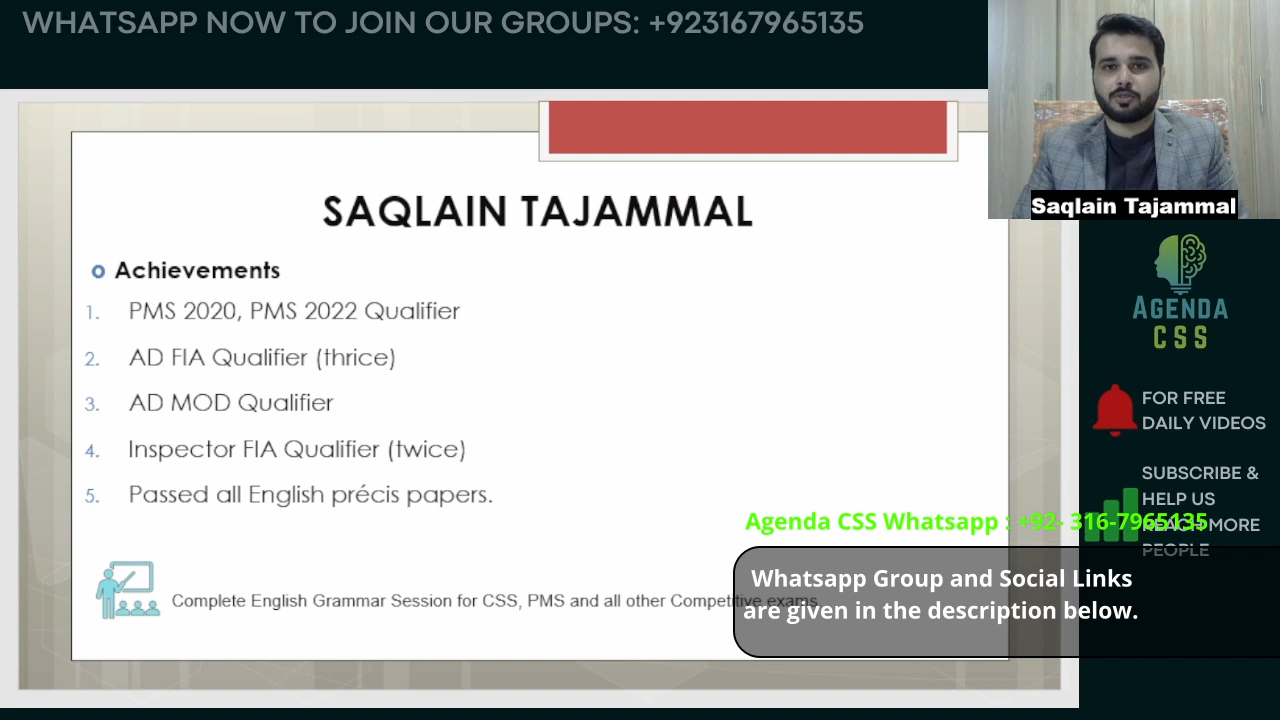 WHATSAPP NOW TO JOIN OUR GROUPS: +923167965135
SAQLAIN TAJAMMAL
Achievements
1. PMS 2020, PMS 2022 Qualifier
2. AD FIA Qualifier (thrice)
3. AD MOD Qualifier
4. Inspector FIA Qualifier (twice)
5. Passed all English précis papers.
Complete English Grammar Session for CSS, PMS and all other Competitive exams
Saqlain Tajammal
AGENDA
CSS
FOR FREE
DAILY VIDEOS
SUBSCRIBE &
HELP US
REACH MORE
PEOPLE
Agenda CSS Whatsapp : +92- 316-7965135
Whatsapp Group and Social Links
are given in the description below.